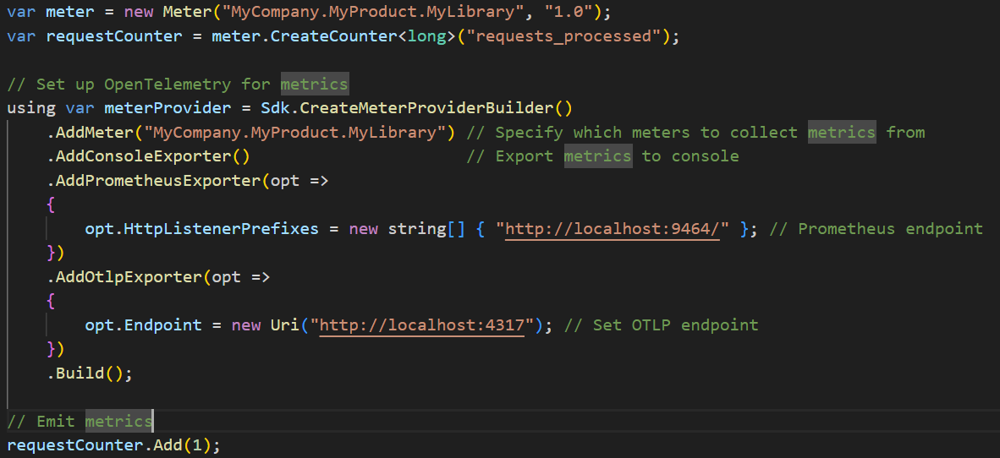 var meter = new Meter("MyCompany.MyProduct.MyLibrary", "1.0");
var requestCounter = meter.CreateCounter<long>("requests_processed");
// Set up OpenTelemetry for metrics
using var meterProvider = Sdk.CreateMeterProviderBuilder()
.AddMeter("MyCompany.MyProduct.MyLibrary") // Specify which meters to collect metrics from
.AddConsoleExporter() // Export metrics to console
.AddPrometheusExporter(opt =>
{
opt.HttpListenerPrefixes = new string[] { "http://localhost:9464/" }; // Prometheus endpoint
})
.AddOtlpExporter(opt =>
{
opt.Endpoint = new Uri("http://localhost:4317"); // Set OTLP endpoint
})
.Build();
// Emit metrics
requestCounter.Add(1);